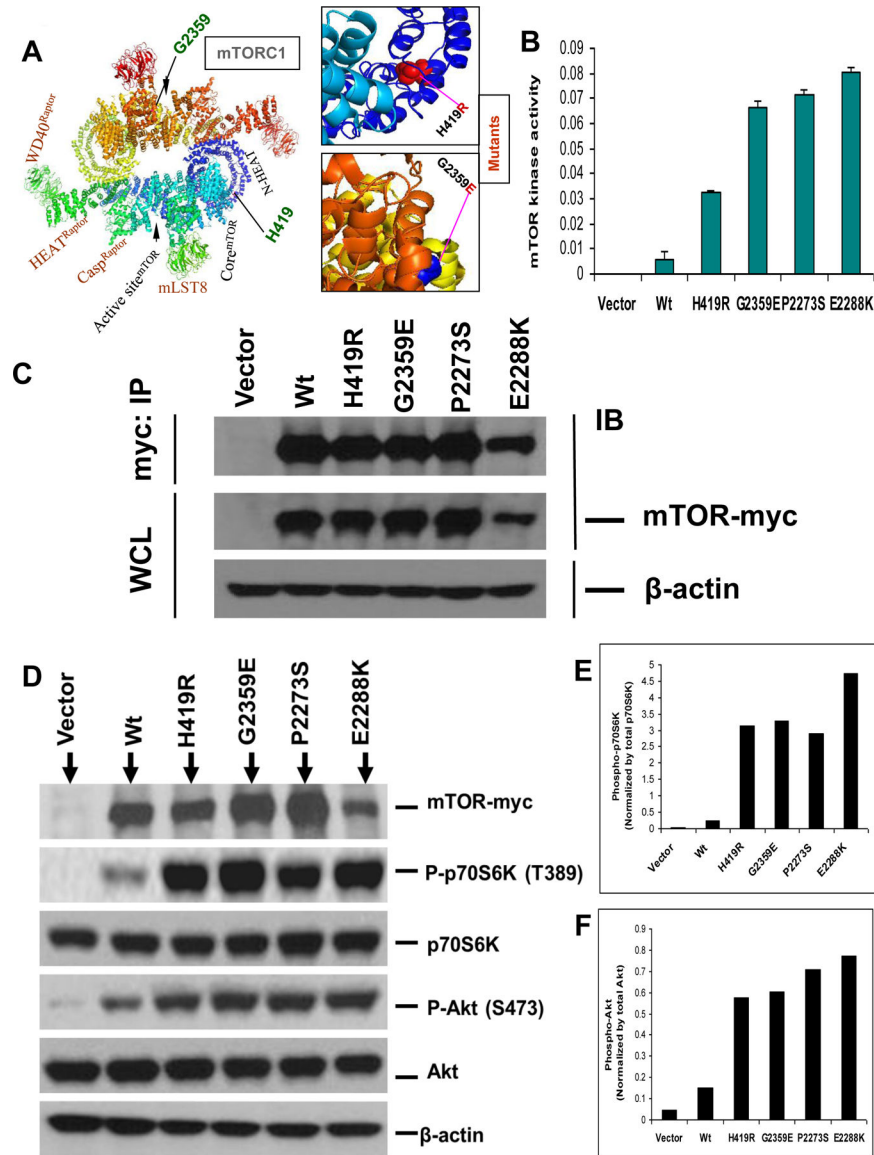 A
G2359
mTORC1
WD40Raptor
HEATRaptor
CaspRaptor
Active sitemTOR
mLST8
CoremTOR
N-HEAT
H419
H419R
G2359E
Mutants
B
mTOR kinase activity
0.09
0.08
0.07
0.06
0.05
0.04
0.03
0.02
0.01
0
Vector Wt H419R G2359E P2273S E2288K
C
Vector Wt H419R G2359E P2273S E2288K
myc: IP
WCL
IB
mTOR-myc
β-actin
D
Vector Wt H419R G2359E P2273S E2288K
mTOR-myc
P-p70S6K (T389)
p70S6K
P-Akt (S473)
Akt
β-actin
E
Phospho-p70S6K
(Normalized by total p70S6K)
5
4.5
4
3.5
3
2.5
2
1.5
1
0.5
0
Vector Wt H419R G2359E P2273S E2288K
F
Phospho-Akt
(Normalized by total Akt)
0.9
0.8
0.7
0.6
0.5
0.4
0.3
0.2
0.1
0
Vector Wt H419R G2359E P2273S E2288K